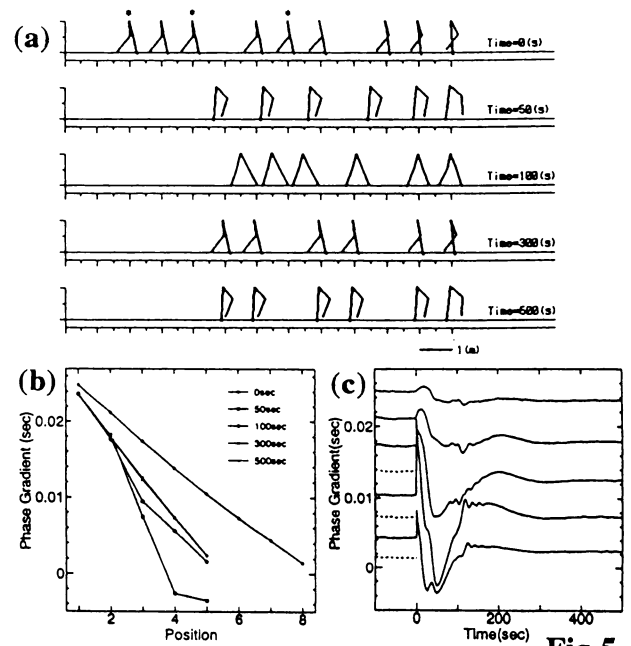 (a)
Time=0(s)
Time=50(s)
Time=100(s)
Time=300(s)
Time=500(s)
1(m)
(b)
Phase Gradient (sec)
0.02
0.01
0
2 4 6 8
Position
0sec
50sec
100sec
300sec
500sec
(c)
Phase Gradient(sec)
0.02
0.01
0
0 200 400
Time(sec)
Fig 5